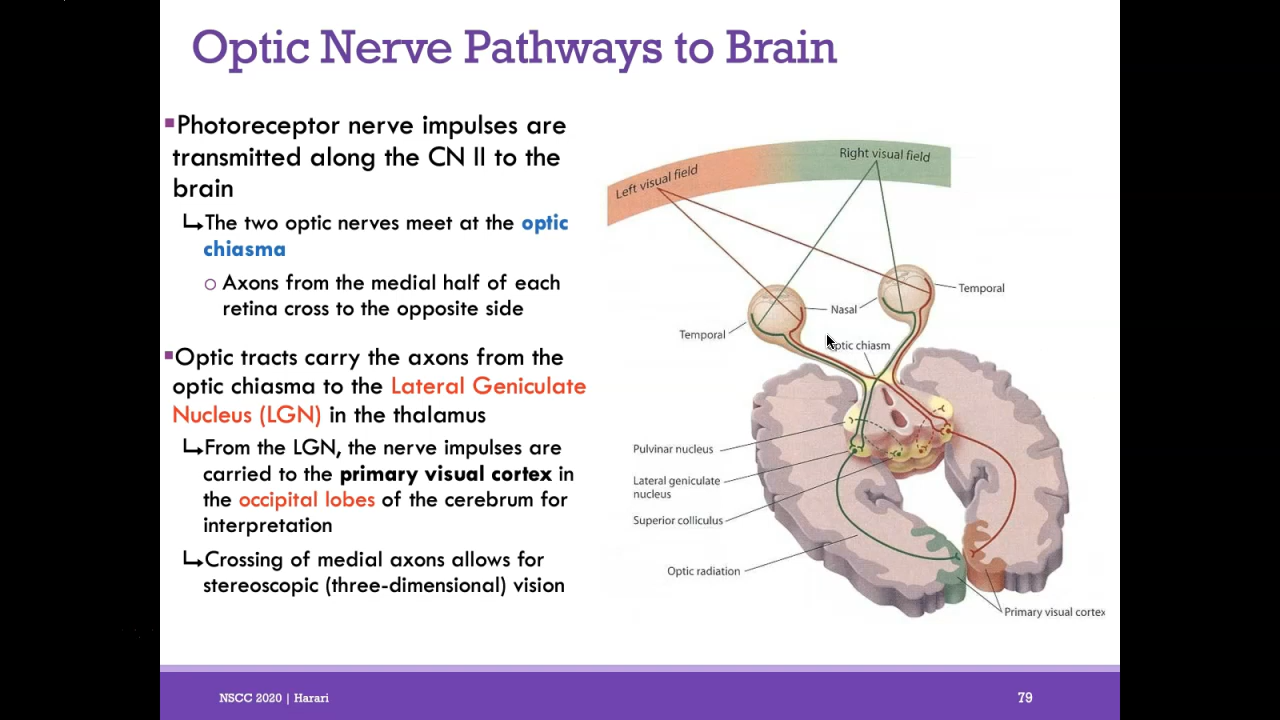 Optic Nerve Pathways to Brain
Photoreceptor nerve impulses are
transmitted along the CN II to the
brain
The two optic nerves meet at the optic
chiasma
Axons from the medial half of each
retina cross to the opposite side
Optic tracts carry the axons from the
optic chiasma to the Lateral Geniculate
Nucleus (LGN) in the thalamus
From the LGN, the nerve impulses are
carried to the primary visual cortex in
the occipital lobes of the cerebrum for
interpretation
Crossing of medial axons allows for
stereoscopic (three-dimensional) vision
Left visual field
Right visual field
Temporal
Nasal
Temporal
Optic chiasm
Pulvinar nucleus
Lateral geniculate
nucleus
Superior colliculus
Optic radiation
Primary visual cortex
NSCC 2020 | Harari
79